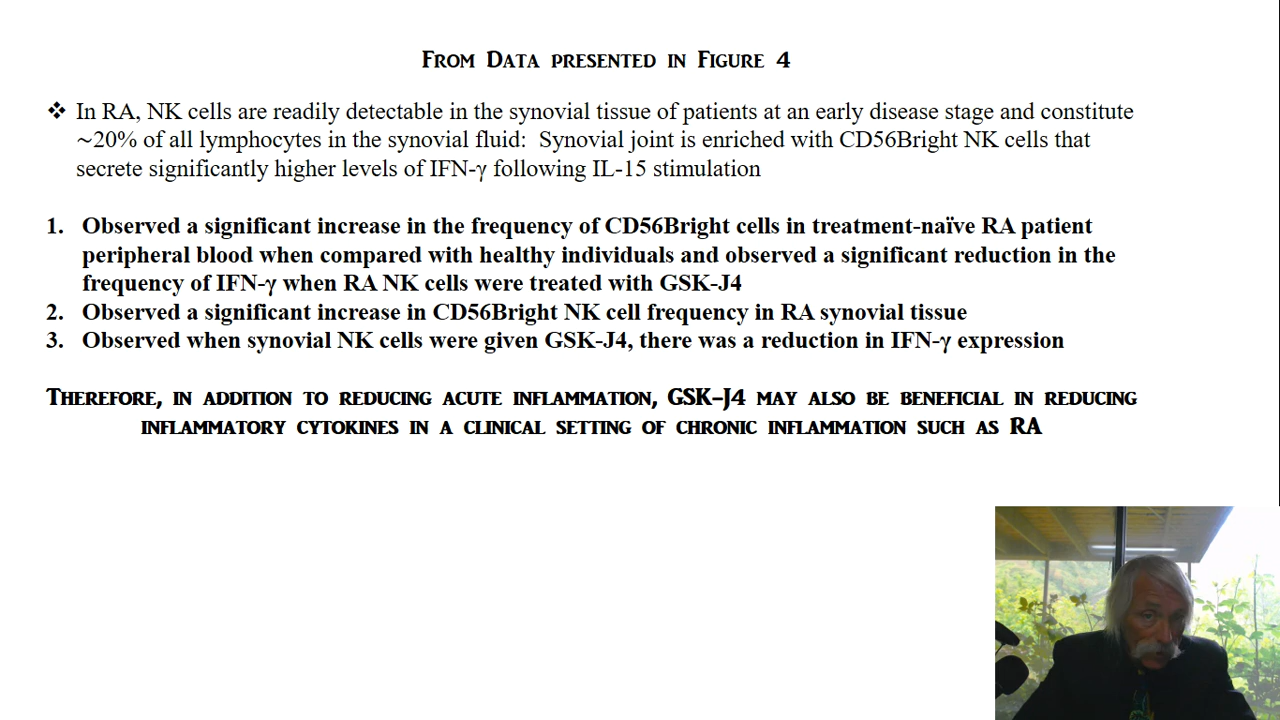 From Data presented in Figure 4
❖ In RA, NK cells are readily detectable in the synovial tissue of patients at an early disease stage and constitute
~20% of all lymphocytes in the synovial fluid: Synovial joint is enriched with CD56Bright NK cells that
secrete significantly higher levels of IFN-γ following IL-15 stimulation
1. Observed a significant increase in the frequency of CD56Bright cells in treatment-naïve RA patient
peripheral blood when compared with healthy individuals and observed a significant reduction in the
frequency of IFN-γ when RA NK cells were treated with GSK-J4
2. Observed a significant increase in CD56Bright NK cell frequency in RA synovial tissue
3. Observed when synovial NK cells were given GSK-J4, there was a reduction in IFN-γ expression
Therefore, in addition to reducing acute inflammation, GSK-J4 may also be beneficial in reducing
inflammatory cytokines in a clinical setting of chronic inflammation such as RA